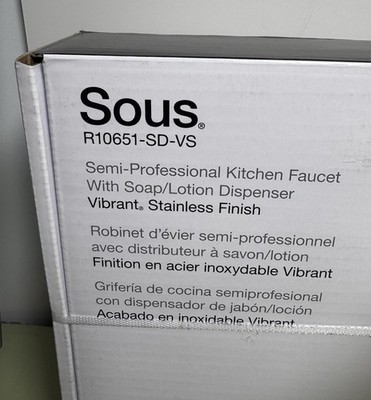 Sous®
R10651-SD-VS
Semi-Professional Kitchen Faucet
With Soap/Lotion Dispenser
Vibrant® Stainless Finish
Robinet d'évier semi-professionnel
avec distributeur à savon/lotion
Finition en acier inoxydable Vibrant
Grifería de cocina semiprofesional
con dispensador de jabón/loción
Acabado en inoxidable Vibrant